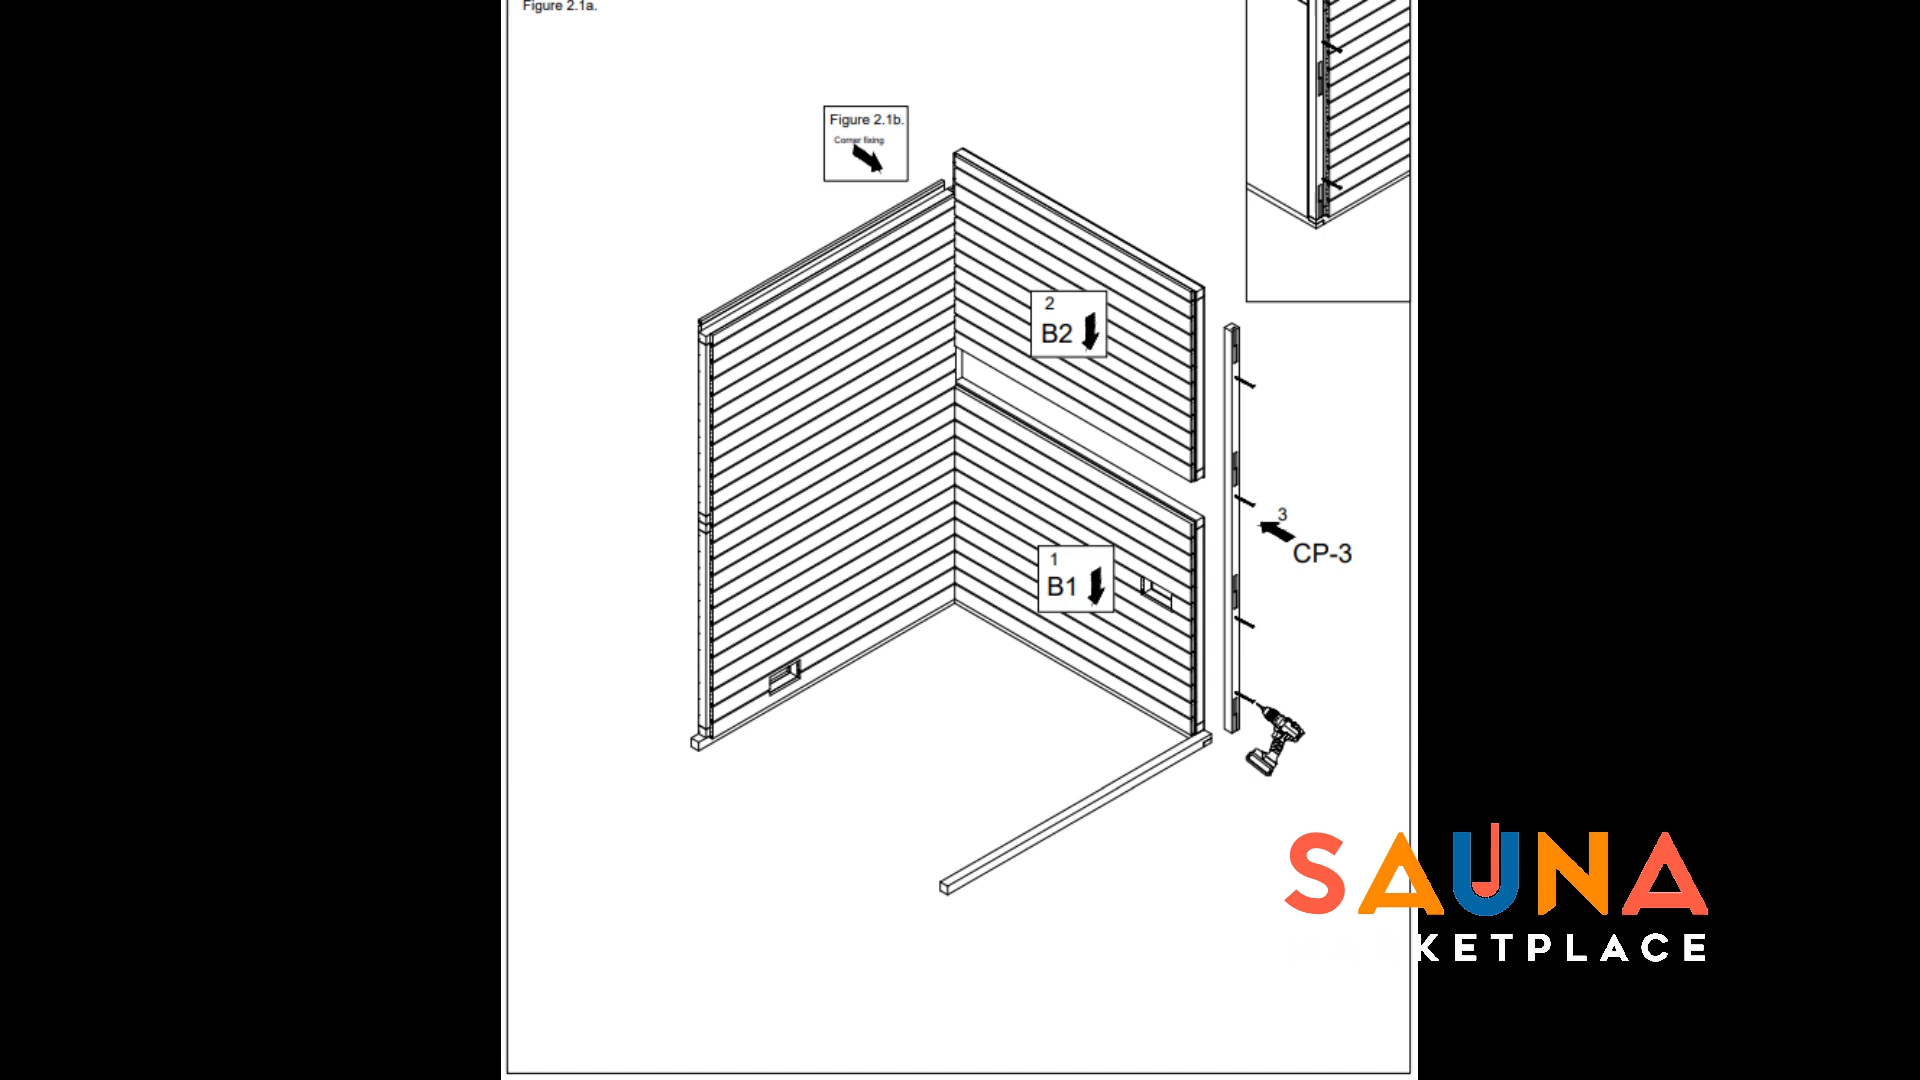 Figure 2.1a.
Figure 2.1b.
Corner fixing
2
B2
3
CP-3
1
B1
SAUNA
KETPLACE